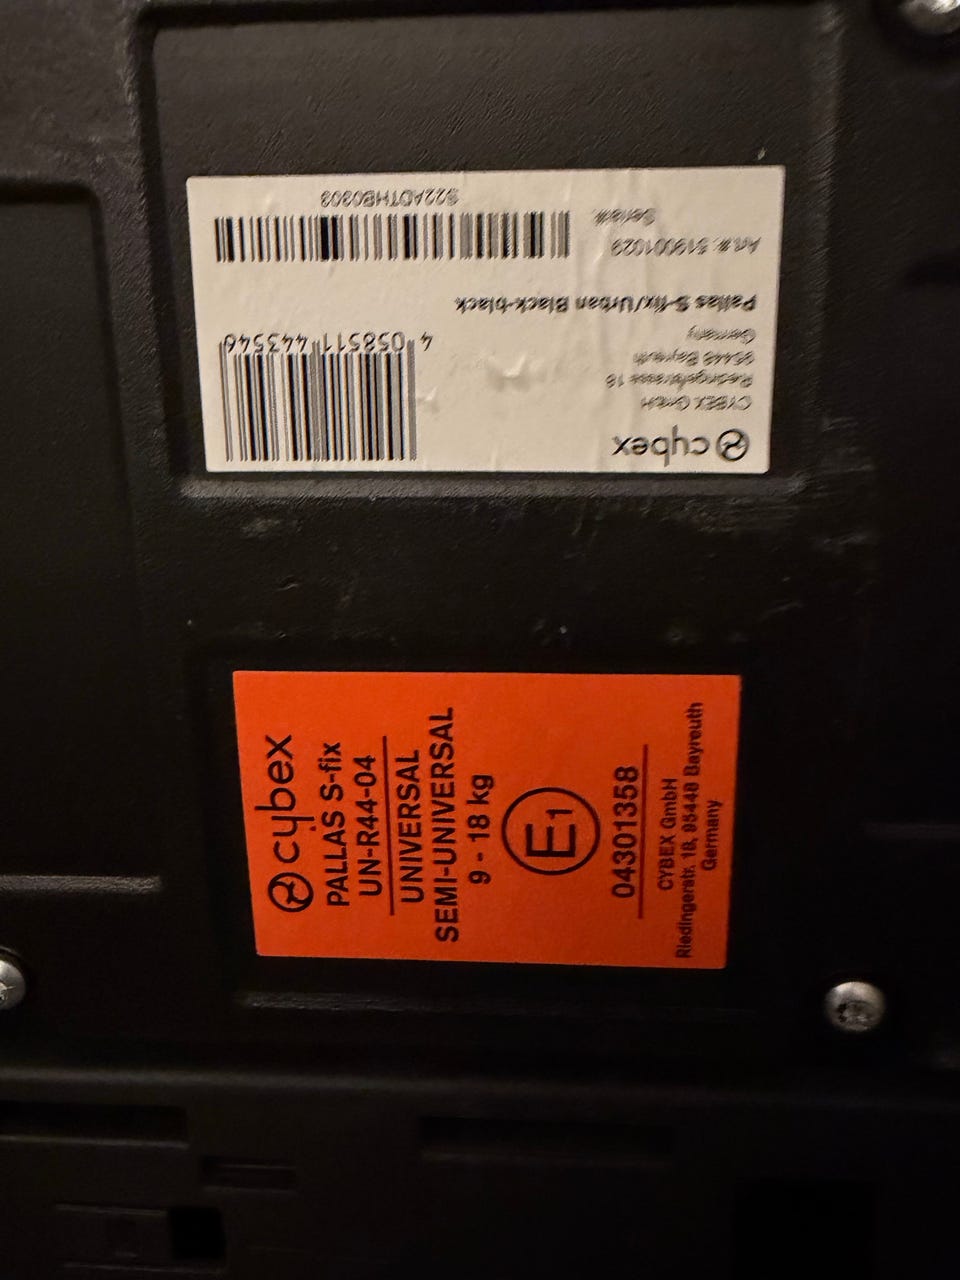 cybex
CYBEX GmbH
Riedingerstrasse 18
95448 Bayreuth
Germany
Pallas S-fix/Urban Black-black
Art.#: 519001029
Serial#:
S22ADTHB0303
4 058511 443546
cybex
PALLAS S-fix
UN-R44-04
UNIVERSAL
SEMI-UNIVERSAL
9 - 18 kg
E1
04301358
CYBEX GmbH
Riedingerstr. 18, 95448 Bayreuth
Germany